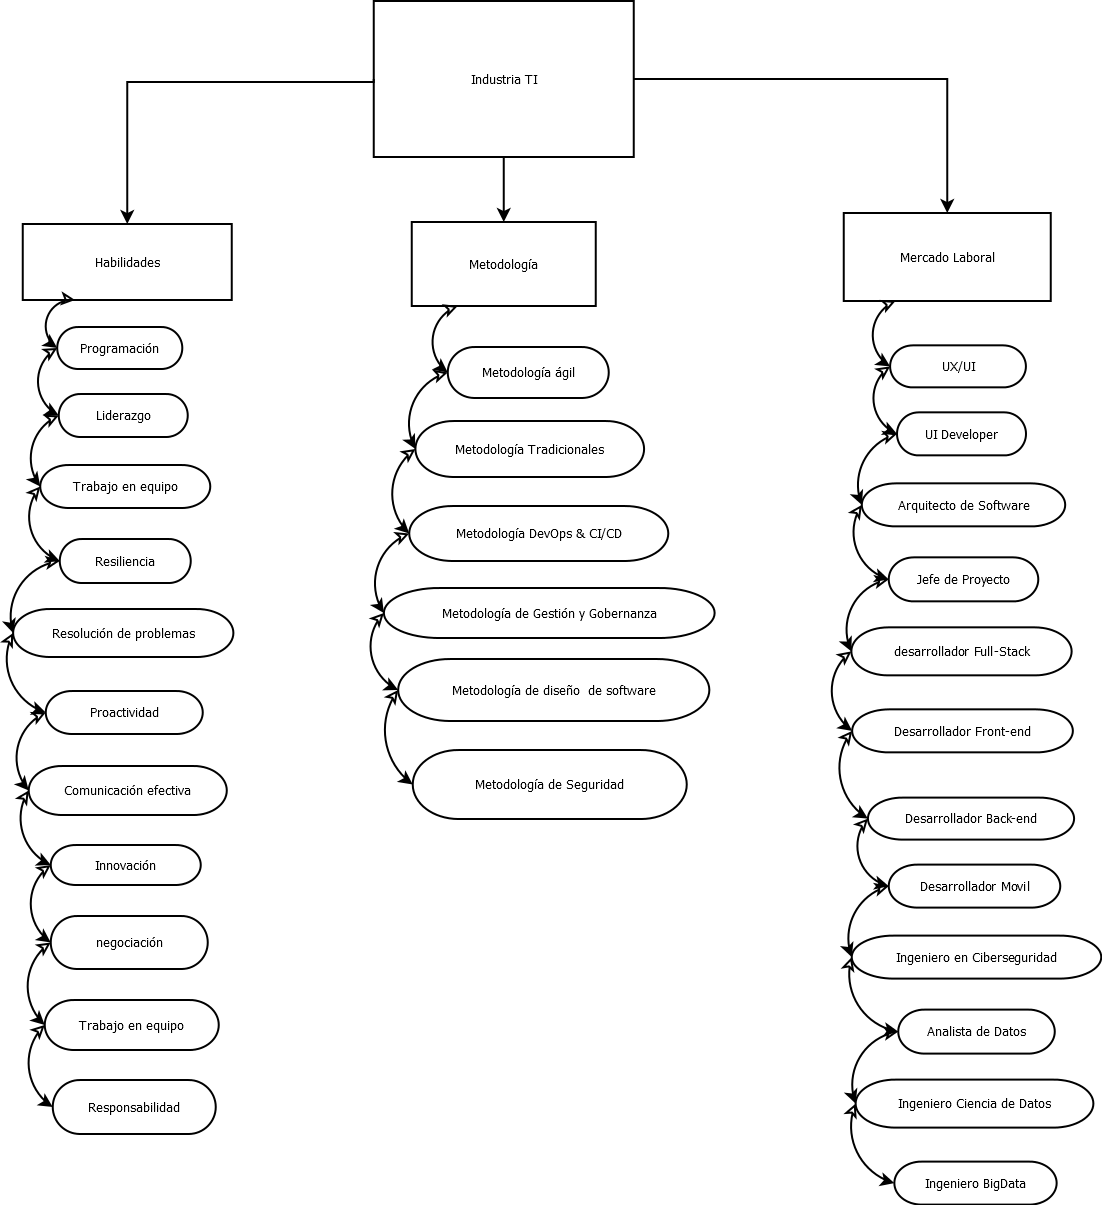 Industria TI
Habilidades
Programación
Liderazgo
Trabajo en equipo
Resiliencia
Resolución de problemas
Proactividad
Comunicación efectiva
Innovación
negociación
Trabajo en equipo
Responsabilidad
Metodología
Metodología ágil
Metodología Tradicionales
Metodología DevOps & CI/CD
Metodología de Gestión y Gobernanza
Metodología de diseño  de software
Metodología de Seguridad
Mercado Laboral
UX/UI
UI Developer
Arquitecto de Software
Jefe de Proyecto
desarrollador Full-Stack
Desarrollador Front-end
Desarrollador Back-end
Desarrollador Movil
Ingeniero en Ciberseguridad
Analista de Datos
Ingeniero Ciencia de Datos
Ingeniero BigData